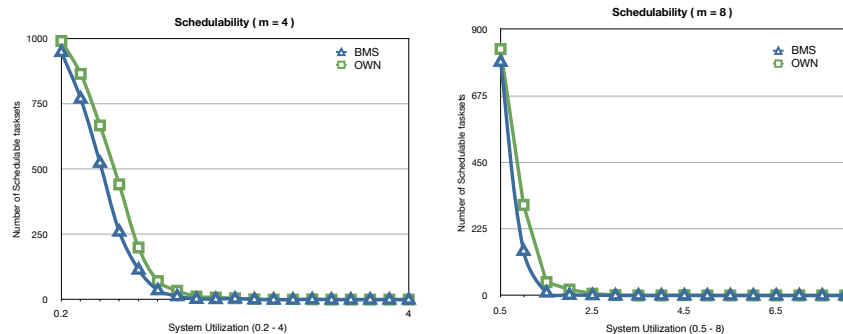 Schedulability ( m = 4 )
1000
750
500
250
0
Number of Schedulable tasksets
BMS
OWN
0.2
4
System Utilization (0.2 - 4)
Schedulability ( m = 8 )
900
675
450
225
0
Number of Schedulable tasksets
BMS
OWN
0.5
2.5
4.5
6.5
System Utilization (0.5 - 8)